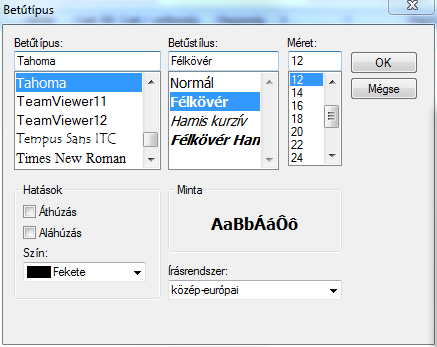 Betűtípus
Betűtípus:
Betűstílus:
Méret:
Tahoma
Félkövér
12
OK
Mégse
Tahoma
TeamViewer11
TeamViewer12
Tempus Sans ITC
Times New Roman
Normál
Félkövér
Hamis kurzív
Félkövér Han
12
14
16
18
20
22
24
Hatások
Áthúzás
Aláhúzás
Szín:
Fekete
Minta
AaBbÁáÔô
Írásrendszer:
közép-európai